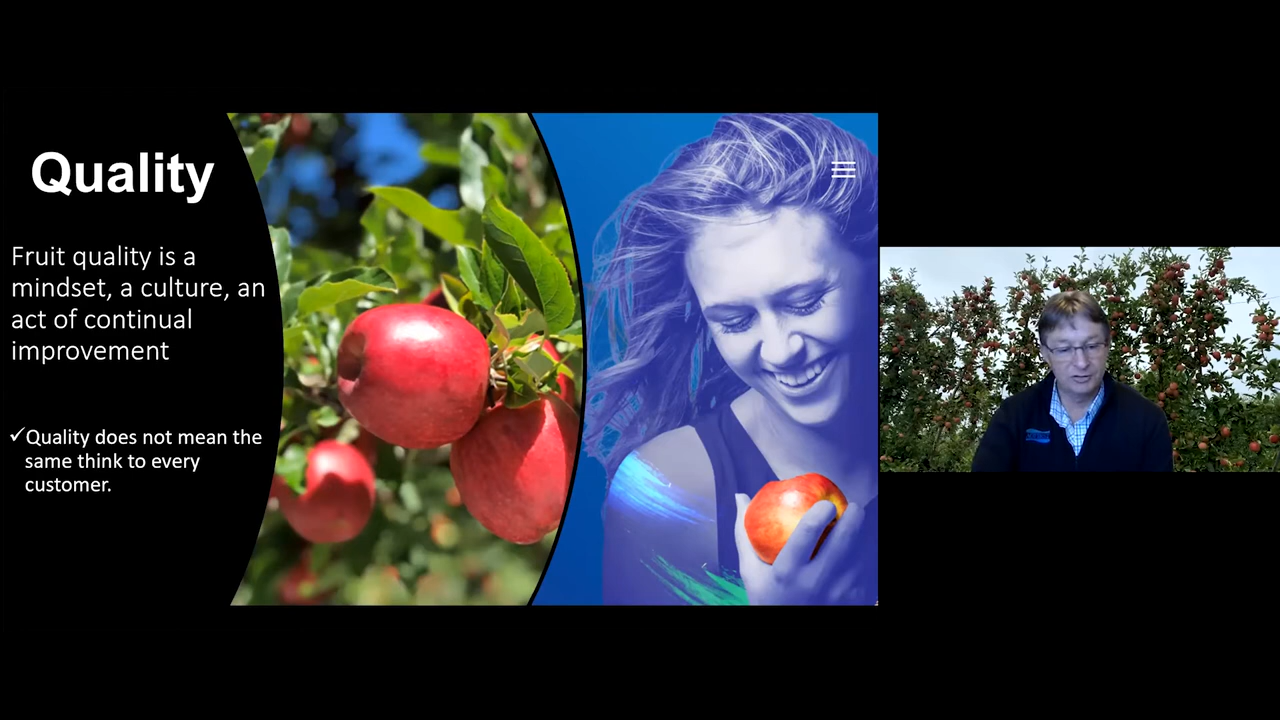 Quality
Fruit quality is a
mindset, a culture, an
act of continual
improvement
✓Quality does not mean the
same think to every
customer.